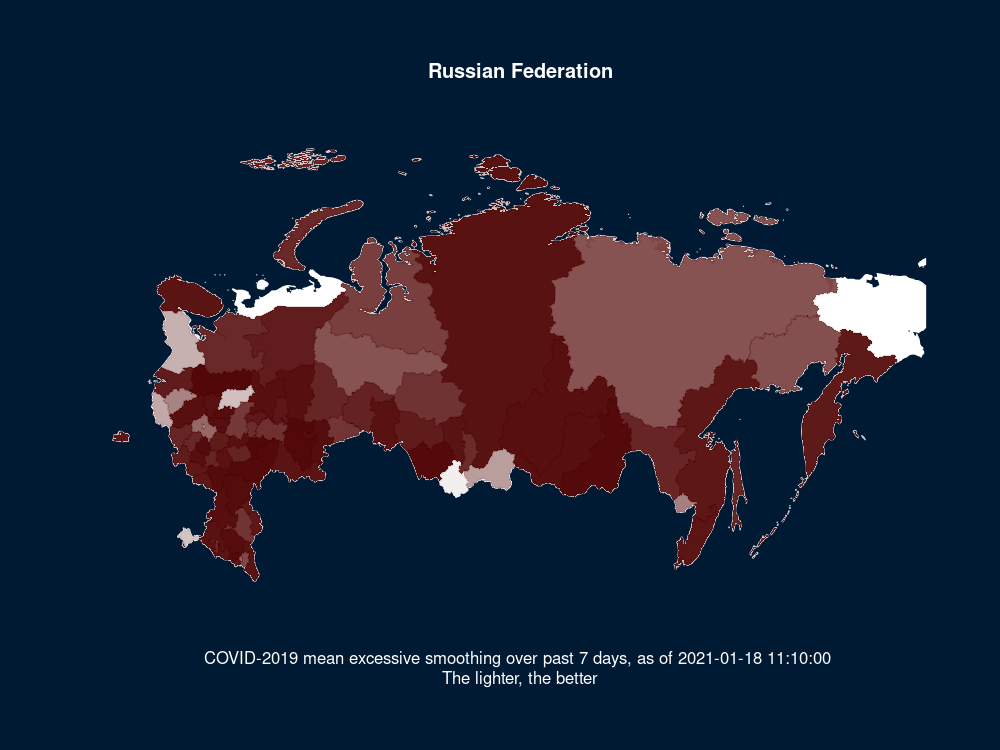 Russian Federation
COVID-2019 mean excessive smoothing over past 7 days, as of 2021-01-18 11:10:00
The lighter, the better